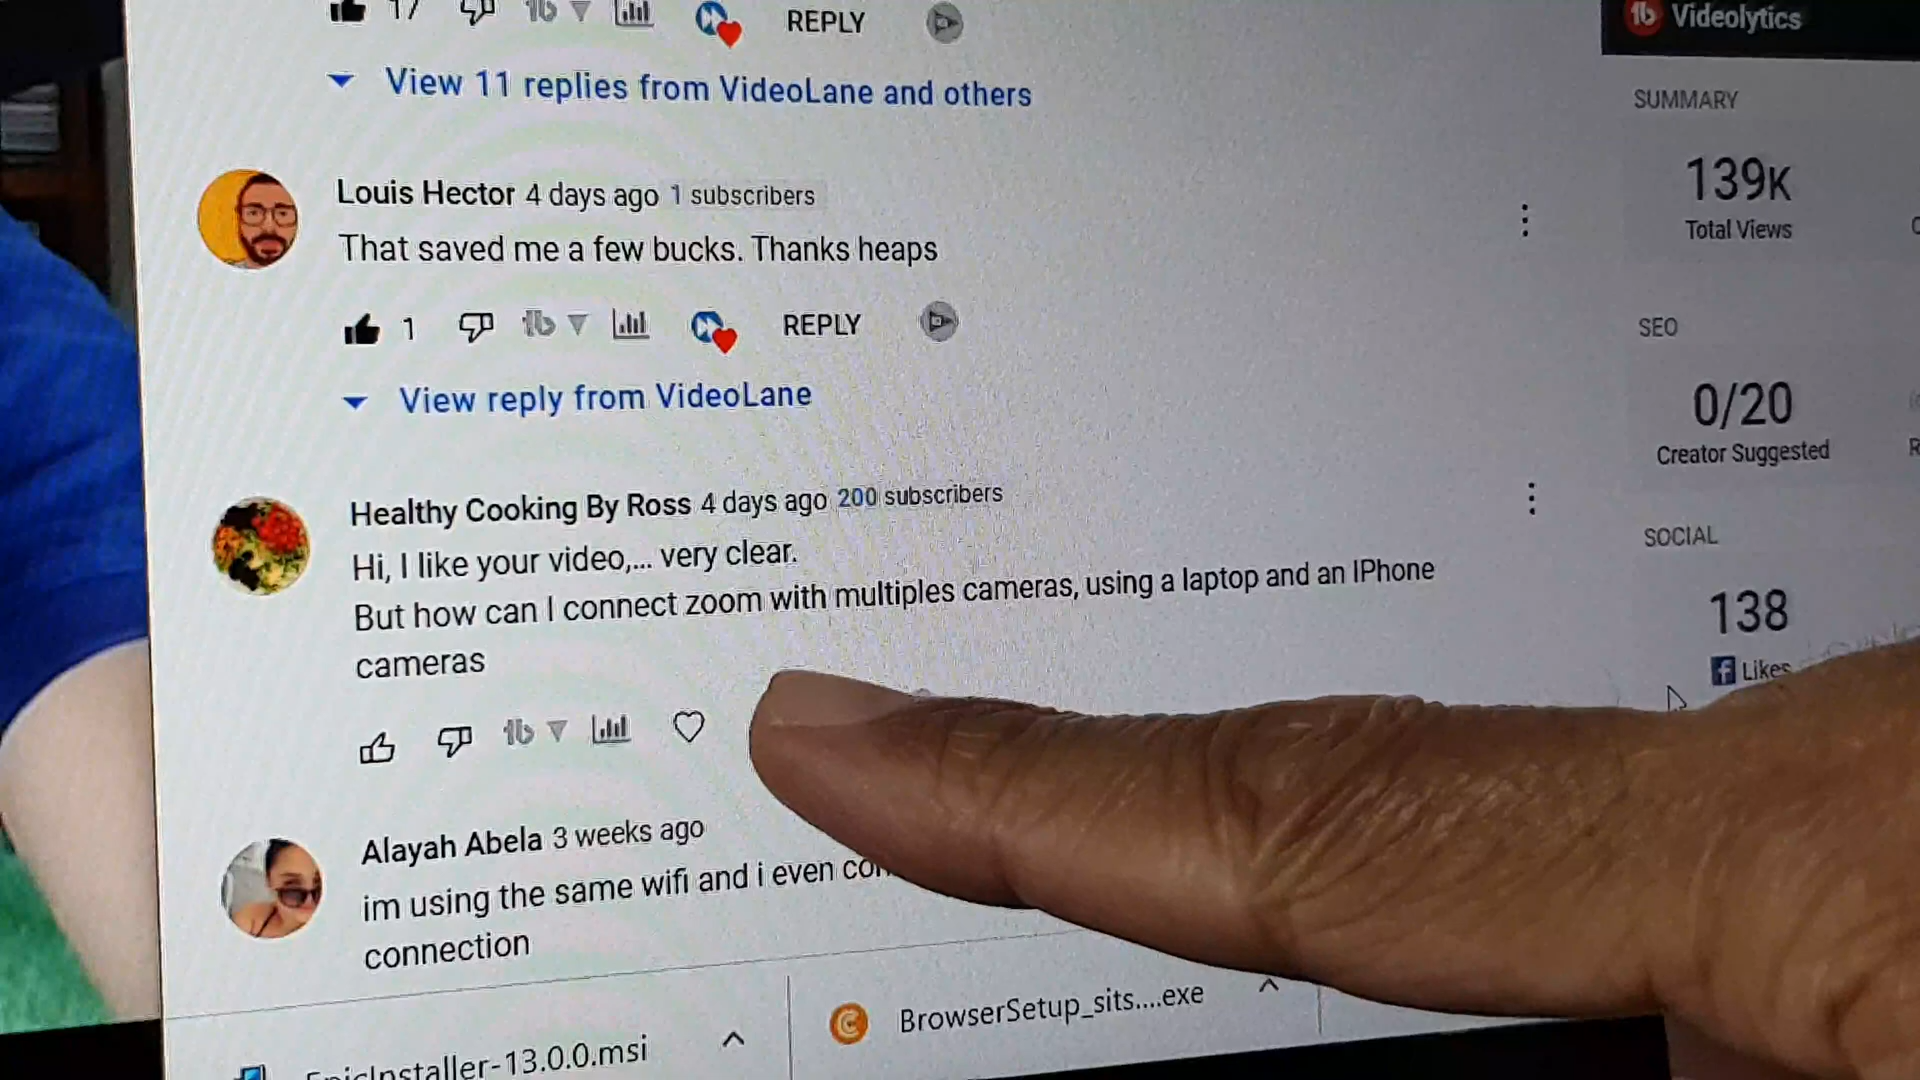 17 REPLY
Videolytics
View 11 replies from VideoLane and others
SUMMARY
139K
Total Views
Louis Hector 4 days ago 1 subscribers
That saved me a few bucks. Thanks heaps
1 REPLY
View reply from VideoLane
SEO
0/20
Creator Suggested
Healthy Cooking By Ross 4 days ago 200 subscribers
Hi, I like your video,... very clear.
But how can I connect zoom with multiples cameras, using a laptop and an IPhone
cameras
SOCIAL
138
Likes
Alayah Abela 3 weeks ago
im using the same wifi and i even
connection
EpicInstaller-13.0.0.msi
BrowserSetup_sits....exe